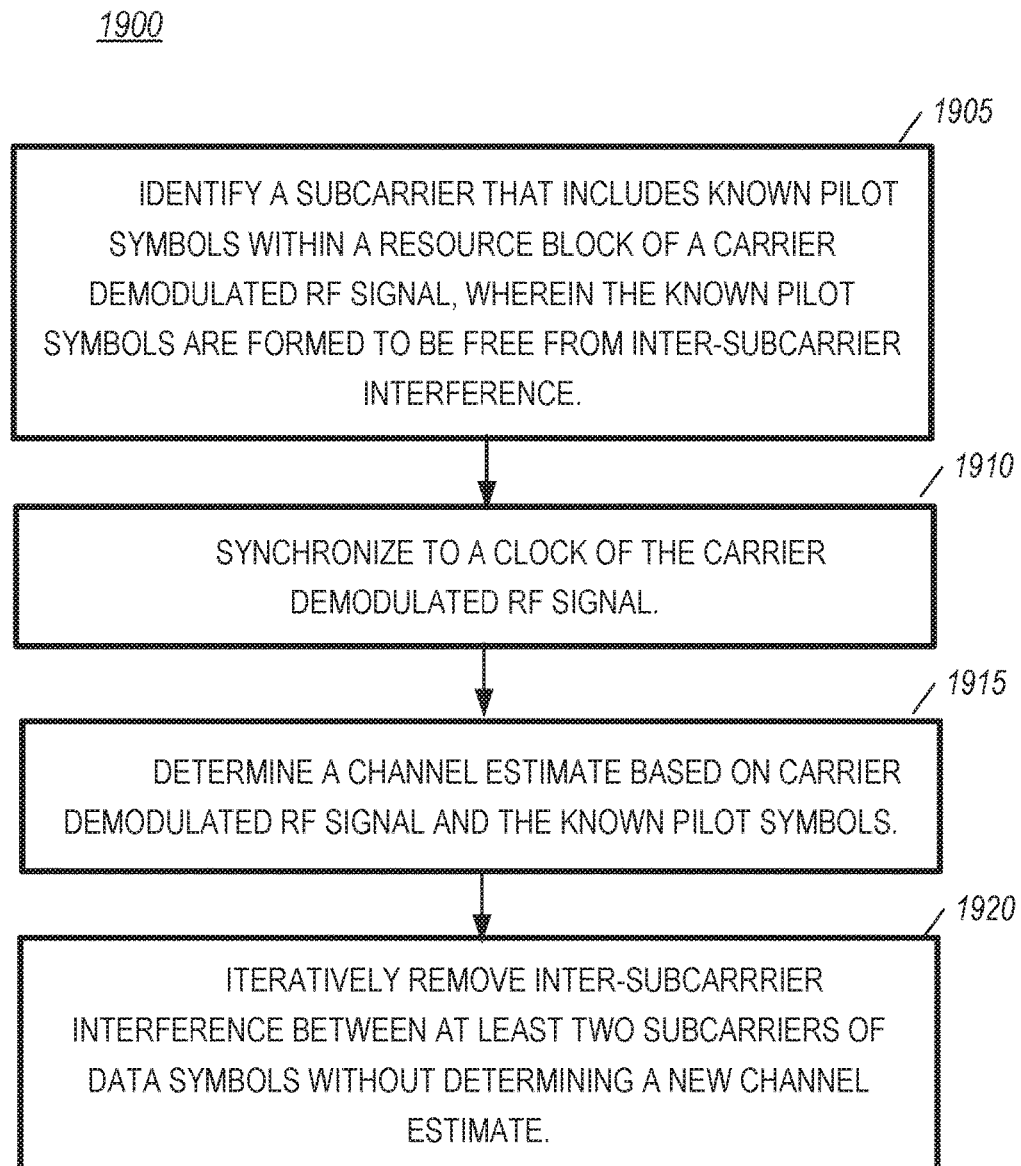 1900
1905
IDENTIFY A SUBCARRIER THAT INCLUDES KNOWN PILOT
SYMBOLS WITHIN A RESOURCE BLOCK OF A CARRIER
DEMODULATED RF SIGNAL, WHEREIN THE KNOWN PILOT
SYMBOLS ARE FORMED TO BE FREE FROM INTER-SUBCARRIER
INTERFERENCE.
1910
SYNCHRONIZE TO A CLOCK OF THE CARRIER
DEMODULATED RF SIGNAL.
1915
DETERMINE A CHANNEL ESTIMATE BASED ON CARRIER
DEMODULATED RF SIGNAL AND THE KNOWN PILOT SYMBOLS.
1920
ITERATIVELY REMOVE INTER-SUBCARRRIER
INTERFERENCE BETWEEN AT LEAST TWO SUBCARRIERS OF
DATA SYMBOLS WITHOUT DETERMINING A NEW CHANNEL
ESTIMATE.